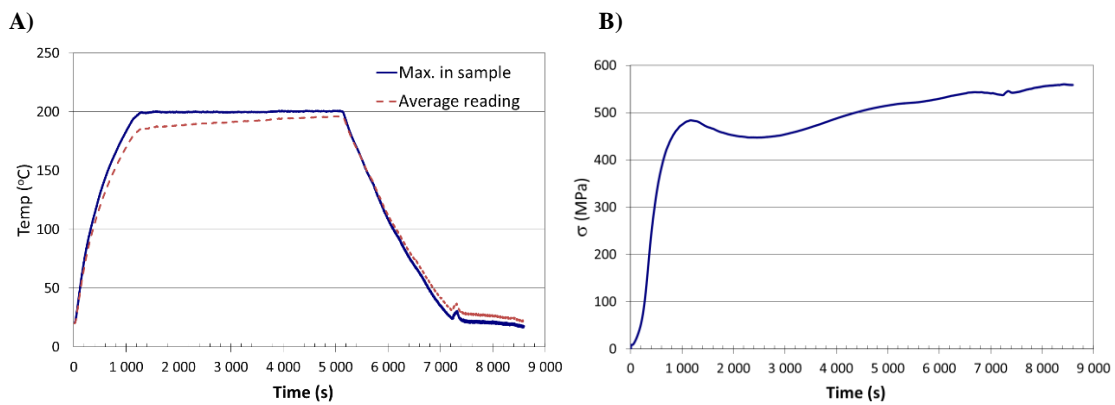 A)
B)
250
200
150
100
50
0
Temp (°C)
Max. in sample
Average reading
0 1 000 2 000 3 000 4 000 5 000 6 000 7 000 8 000 9 000
Time (s)
600
500
400
300
200
100
0
σ (MPa)
0 1 000 2 000 3 000 4 000 5 000 6 000 7 000 8 000 9 000
Time (s)